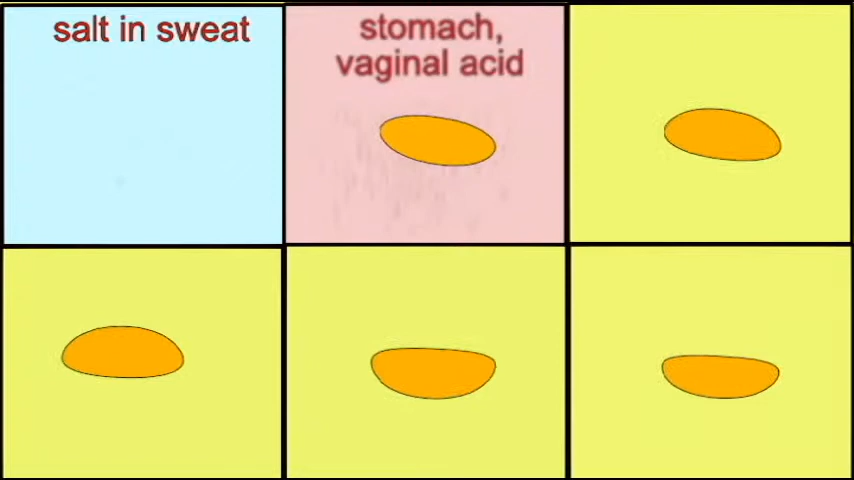 salt in sweat
stomach,
vaginal acid